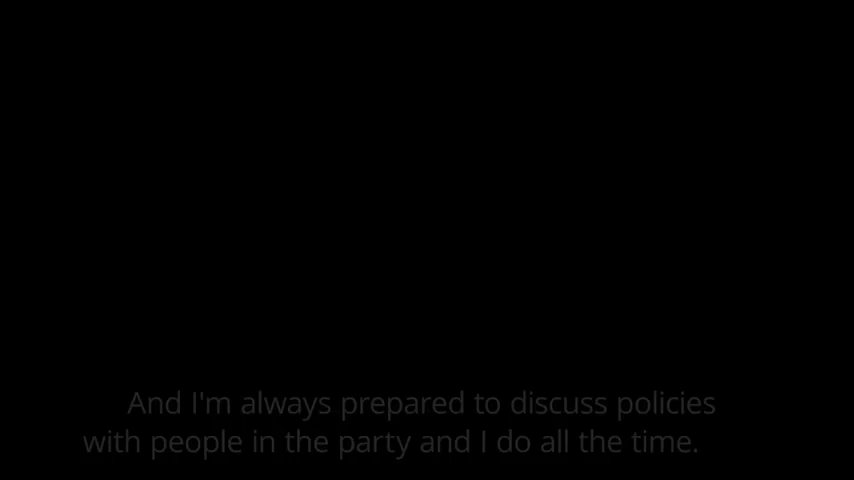 And I'm always prepared to discuss policies
with people in the party and I do all the time.